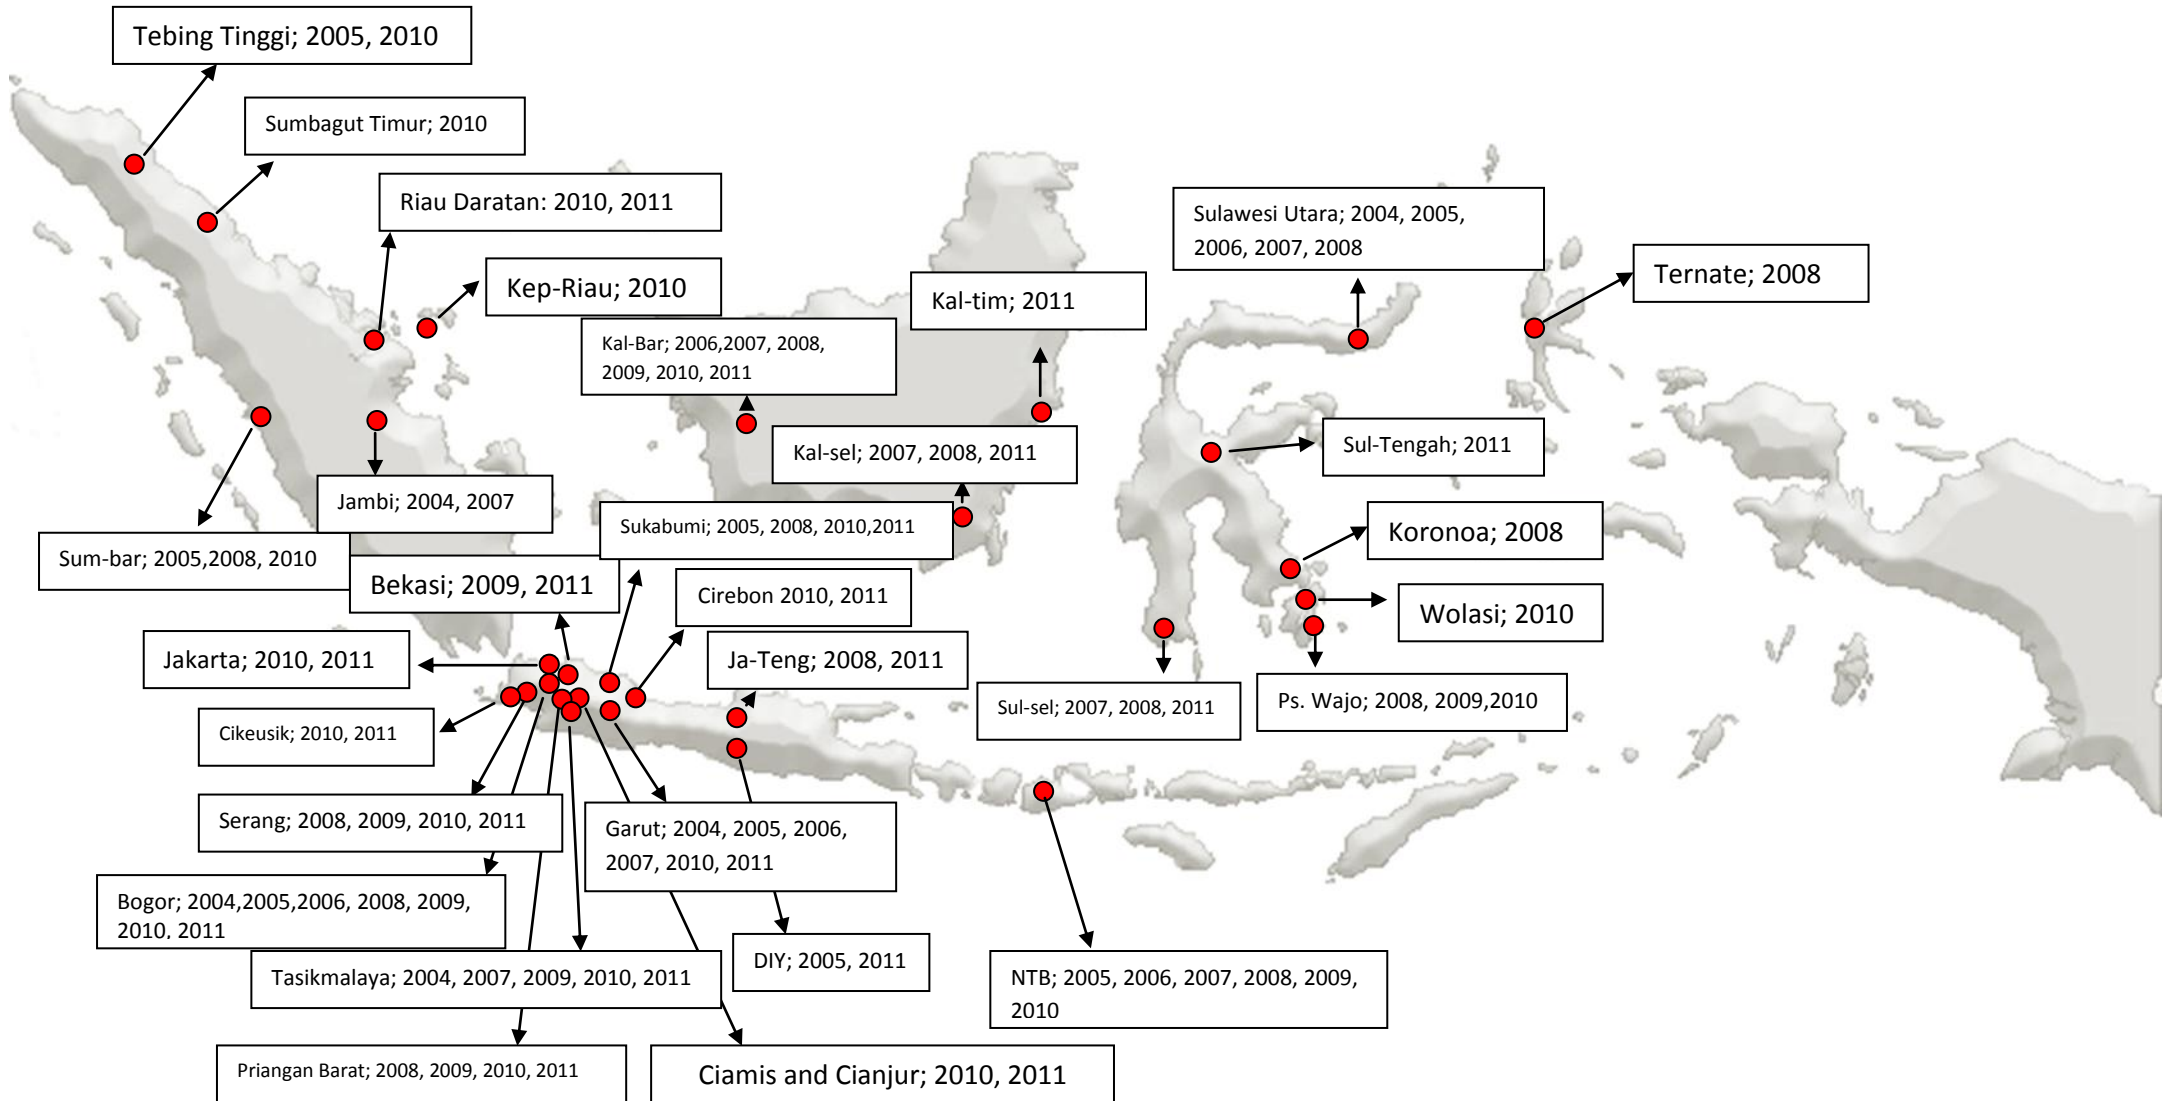 Tebing Tinggi; 2005, 2010
Sumbagut Timur; 2010
Riau Daratan: 2010, 2011
Kep-Riau; 2010
Sulawesi Utara; 2004, 2005,
2006, 2007, 2008
Ternate; 2008
Kal-tim; 2011
Kal-Bar; 2006,2007, 2008,
2009, 2010, 2011
Kal-sel; 2007, 2008, 2011
Sul-Tengah; 2011
Jambi; 2004, 2007
Sukabumi; 2005, 2008, 2010,2011
Koronoa; 2008
Sum-bar; 2005,2008, 2010
Bekasi; 2009, 2011
Cirebon 2010, 2011
Wolasi; 2010
Jakarta; 2010, 2011
Ja-Teng; 2008, 2011
Sul-sel; 2007, 2008, 2011
Ps. Wajo; 2008, 2009,2010
Cikeusik; 2010, 2011
Serang; 2008, 2009, 2010, 2011
Garut; 2004, 2005, 2006,
2007, 2010, 2011
Bogor; 2004,2005,2006, 2008, 2009,
2010, 2011
DIY; 2005, 2011
Tasikmalaya; 2004, 2007, 2009, 2010, 2011
NTB; 2005, 2006, 2007, 2008, 2009,
2010
Priangan Barat; 2008, 2009, 2010, 2011
Ciamis and Cianjur; 2010, 2011